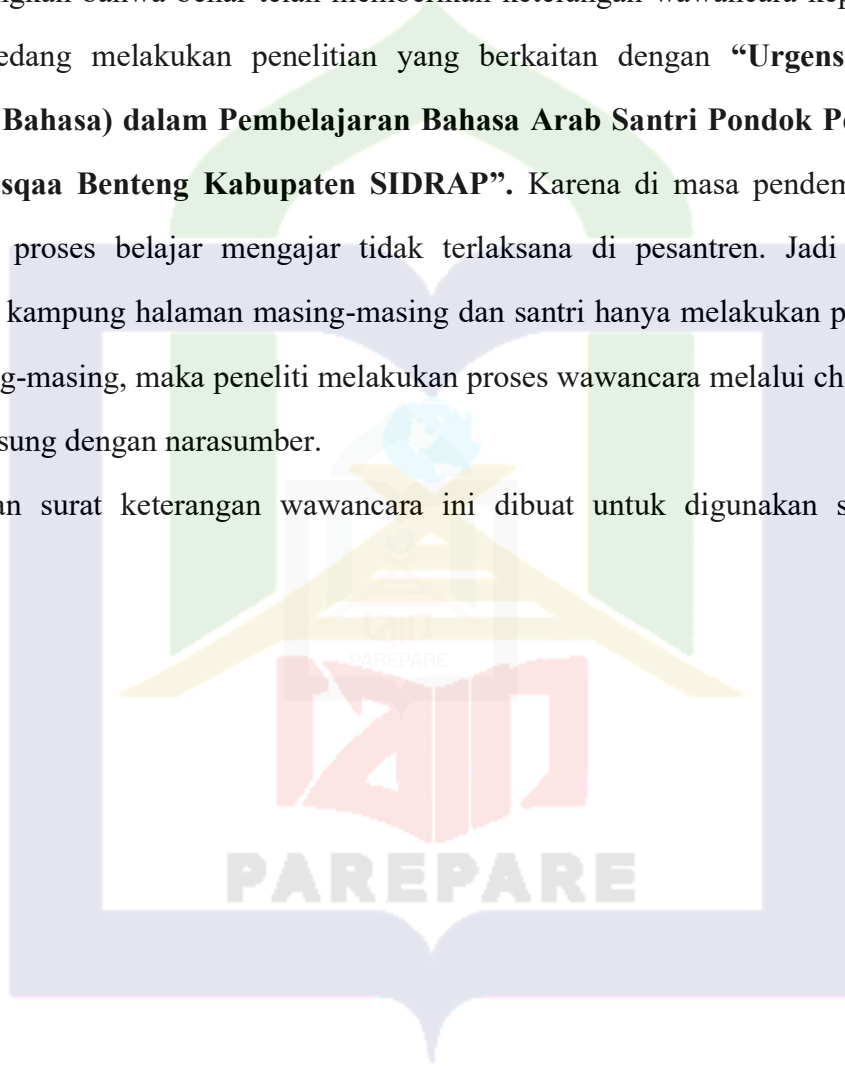 ngkan bahwa benar telah memberikan keterangan wawancara kep
edang melakukan penelitian yang berkaitan dengan “Urgens
Bahasa) dalam Pembelajaran Bahasa Arab Santri Pondok P
sqaa Benteng Kabupaten SIDRAP”. Karena di masa pendem
proses belajar mengajar tidak terlaksana di pesantren. Jadi
kampung halaman masing-masing dan santri hanya melakukan p
g-masing, maka peneliti melakukan proses wawancara melalui ch
sung dengan narasumber.
an surat keterangan wawancara ini dibuat untuk digunakan s
PAREPARE
iain
PAREPARE